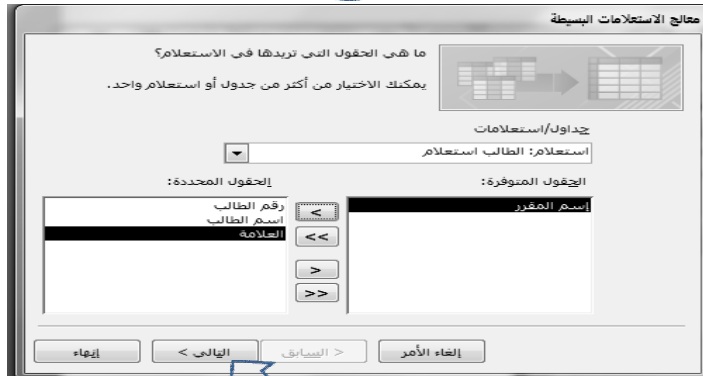 معالج الاستعلامات البسيطة
ما هي الحقول التي تريدها في الاستعلام؟
يمكنك الاختيار من أكثر من جدول أو استعلام واحد.
جداول/استعلامات
استعلام: الطالب استعلام
الحقول المتوفرة:
إسم المقرر
الحقول المحددة:
رقم الطالب
اسم الطالب
العلامة
<
<<
>
>>
إلغاء الأمر
< السابق
التالي >
إنهاء